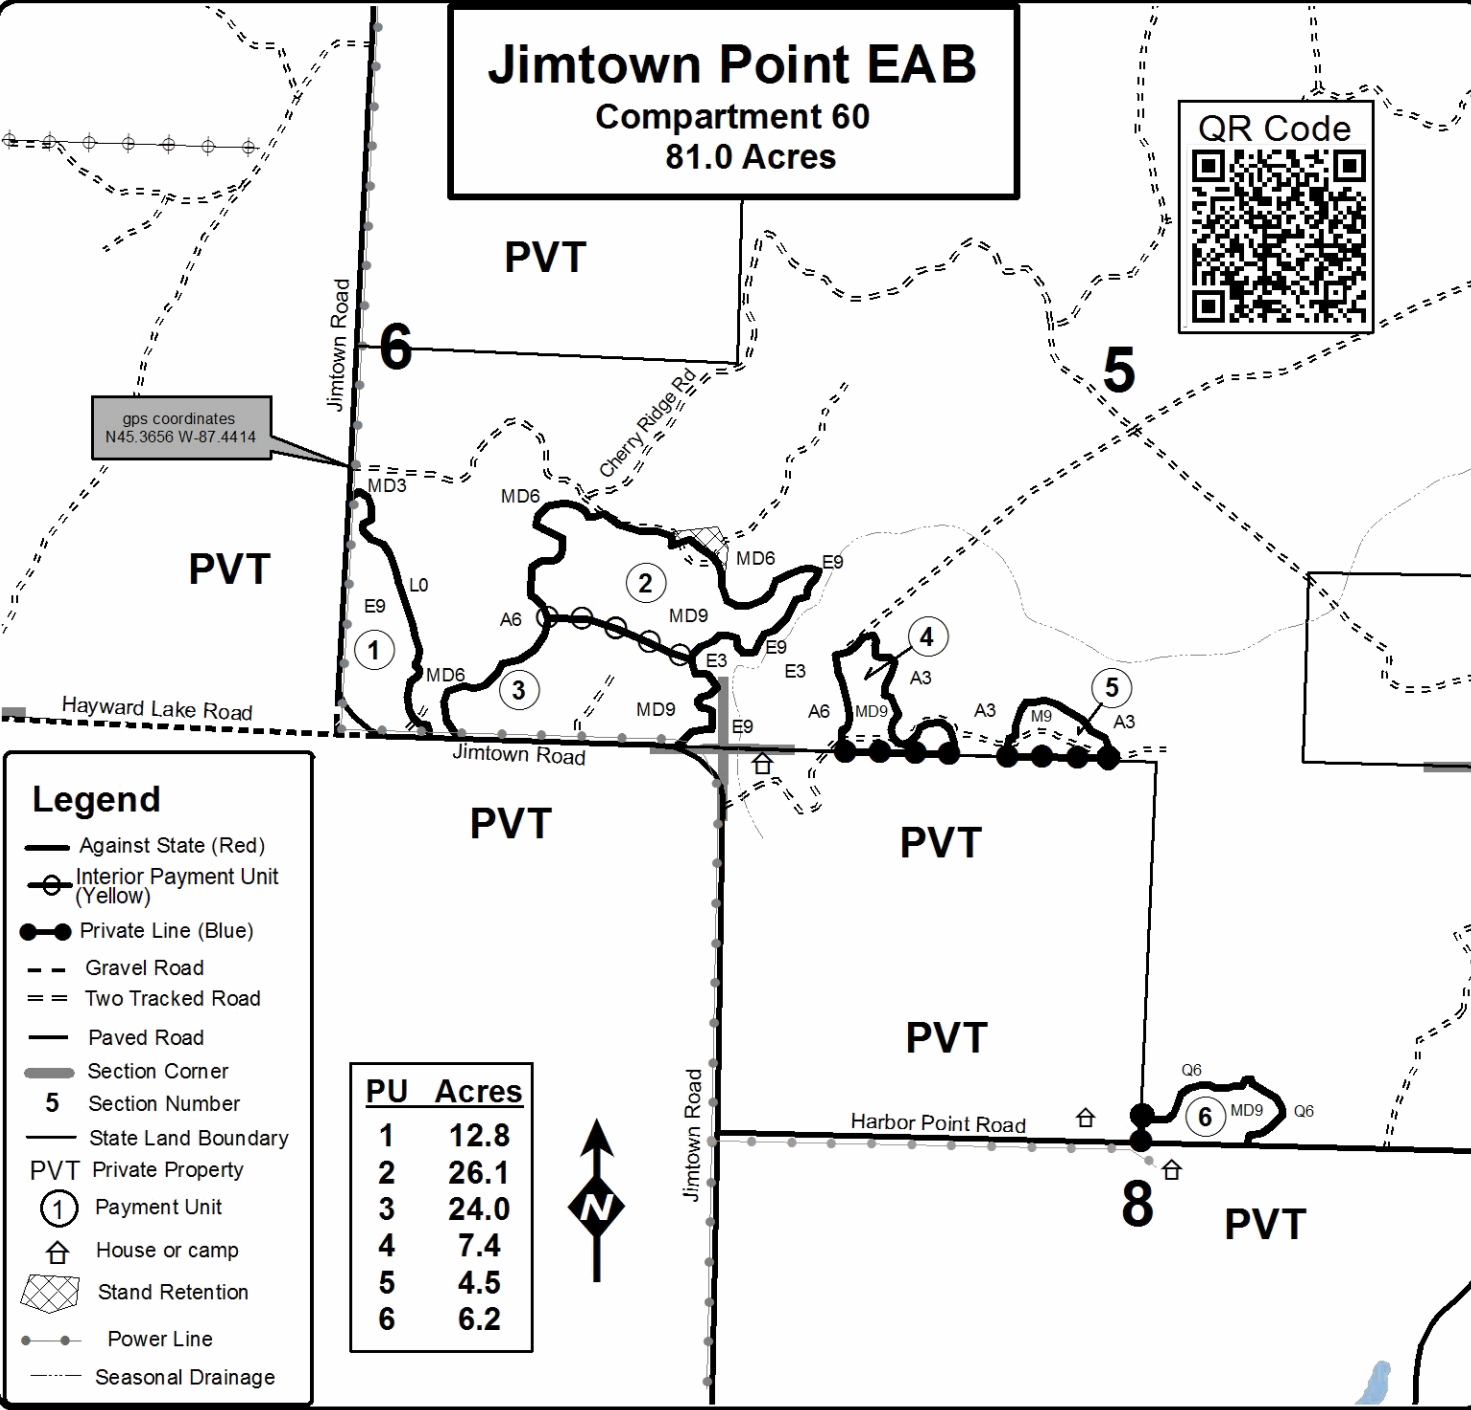 Jimtown Point EAB
Compartment 60
81.0 Acres
QR Code
PVT
Jimtown Road
6
5
gps coordinates
N45.3656 W-87.4414
Cherry Ridge Rd
MD3
MD6
PVT
L0
E9
1
MD6
2
MD6
E9
MD9
A6
E3
E9
E3
3
MD9
E9
4
A3
A6
MD9
5
A3
M9
A3
Hayward Lake Road
Jimtown Road
PVT
PVT
Legend
Against State (Red)
Interior Payment Unit
(Yellow)
Private Line (Blue)
Gravel Road
Two Tracked Road
Paved Road
Section Corner
5 Section Number
State Land Boundary
PVT Private Property
1 Payment Unit
House or camp
Stand Retention
Power Line
Seasonal Drainage
PU Acres
1 12.8
2 26.1
3 24.0
4 7.4
5 4.5
6 6.2
N
Jimtown Road
PVT
Harbor Point Road
Q6
6
MD9
Q6
8
PVT